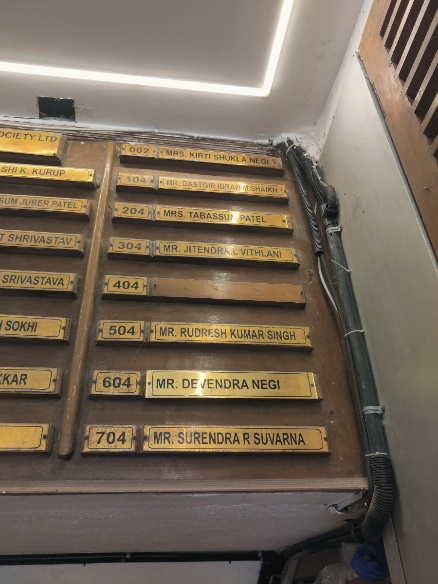 OCIETY LTD
SHI K. KURUP
SUM JUBER PATEL
T SHRIVASTAV
SRIVASTAVA
H SOKHI
KKAR
002 MRS. KIRTI SHUKLA NEGI
104 MR. DASTGIR IBRAHIM SHAIKH
204 MRS. TABASSUM PATEL
304 MR. JITENDRA L VITHLANI
404
504 MR. RUDRESH KUMAR SINGH
604 MR. DEVENDRA NEGI
704 MR. SURENDRA R SUVARNA